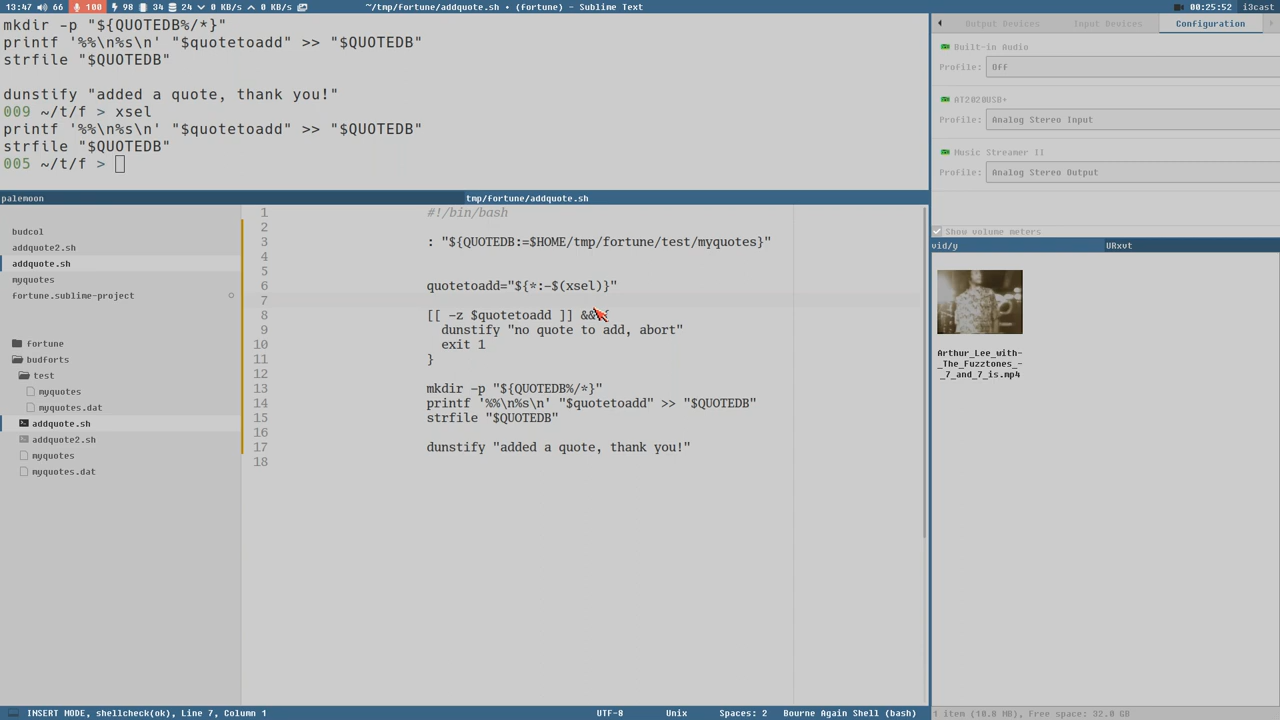 13:47 66 100 98 34 24 0 KB/s 0 KB/s ~/tmp/fortune/addquote.sh • (fortune) - Sublime Text 00:25:52 i3cast
mkdir -p "${QUOTEDB%/*}"
printf '%%\n%s\n' "$quotetoadd" >> "$QUOTEDB"
strfile "$QUOTEDB"
dunstify "added a quote, thank you!"
009 ~/t/f > xsel
printf '%%\n%s\n' "$quotetoadd" >> "$QUOTEDB"
strfile "$QUOTEDB"
005 ~/t/f >
Output Devices Input Devices Configuration
Built-in Audio
Profile: Off
AT2020USB+
Profile: Analog Stereo Input
Music Streamer II
Profile: Analog Stereo Output
Show volume meters
palemoon tmp/fortune/addquote.sh
budcol
addquote2.sh
addquote.sh
myquotes
fortune.sublime-project
fortune
budforts
test
myquotes
myquotes.dat
addquote.sh
addquote2.sh
myquotes
myquotes.dat
1 #!/bin/bash
2
3 : "${QUOTEDB:=$HOME/tmp/fortune/test/myquotes}"
4
5
6 quotetoadd="${*:-$(xsel)}"
7
8 [[ -z $quotetoadd ]] && {
9 dunstify "no quote to add, abort"
10 exit 1
11 }
12
13 mkdir -p "${QUOTEDB%/*}"
14 printf '%%\n%s\n' "$quotetoadd" >> "$QUOTEDB"
15 strfile "$QUOTEDB"
16
17 dunstify "added a quote, thank you!"
18
vid/y URxvt
Arthur_Lee_with-
_The_Fuzztones_-
_7_and_7_is.mp4
INSERT MODE, shellcheck(ok), Line 7, Column 1 UTF-8 Unix Spaces: 2 Bourne Again Shell (bash)
1 item (10.8 MB), Free space: 32.0 GB